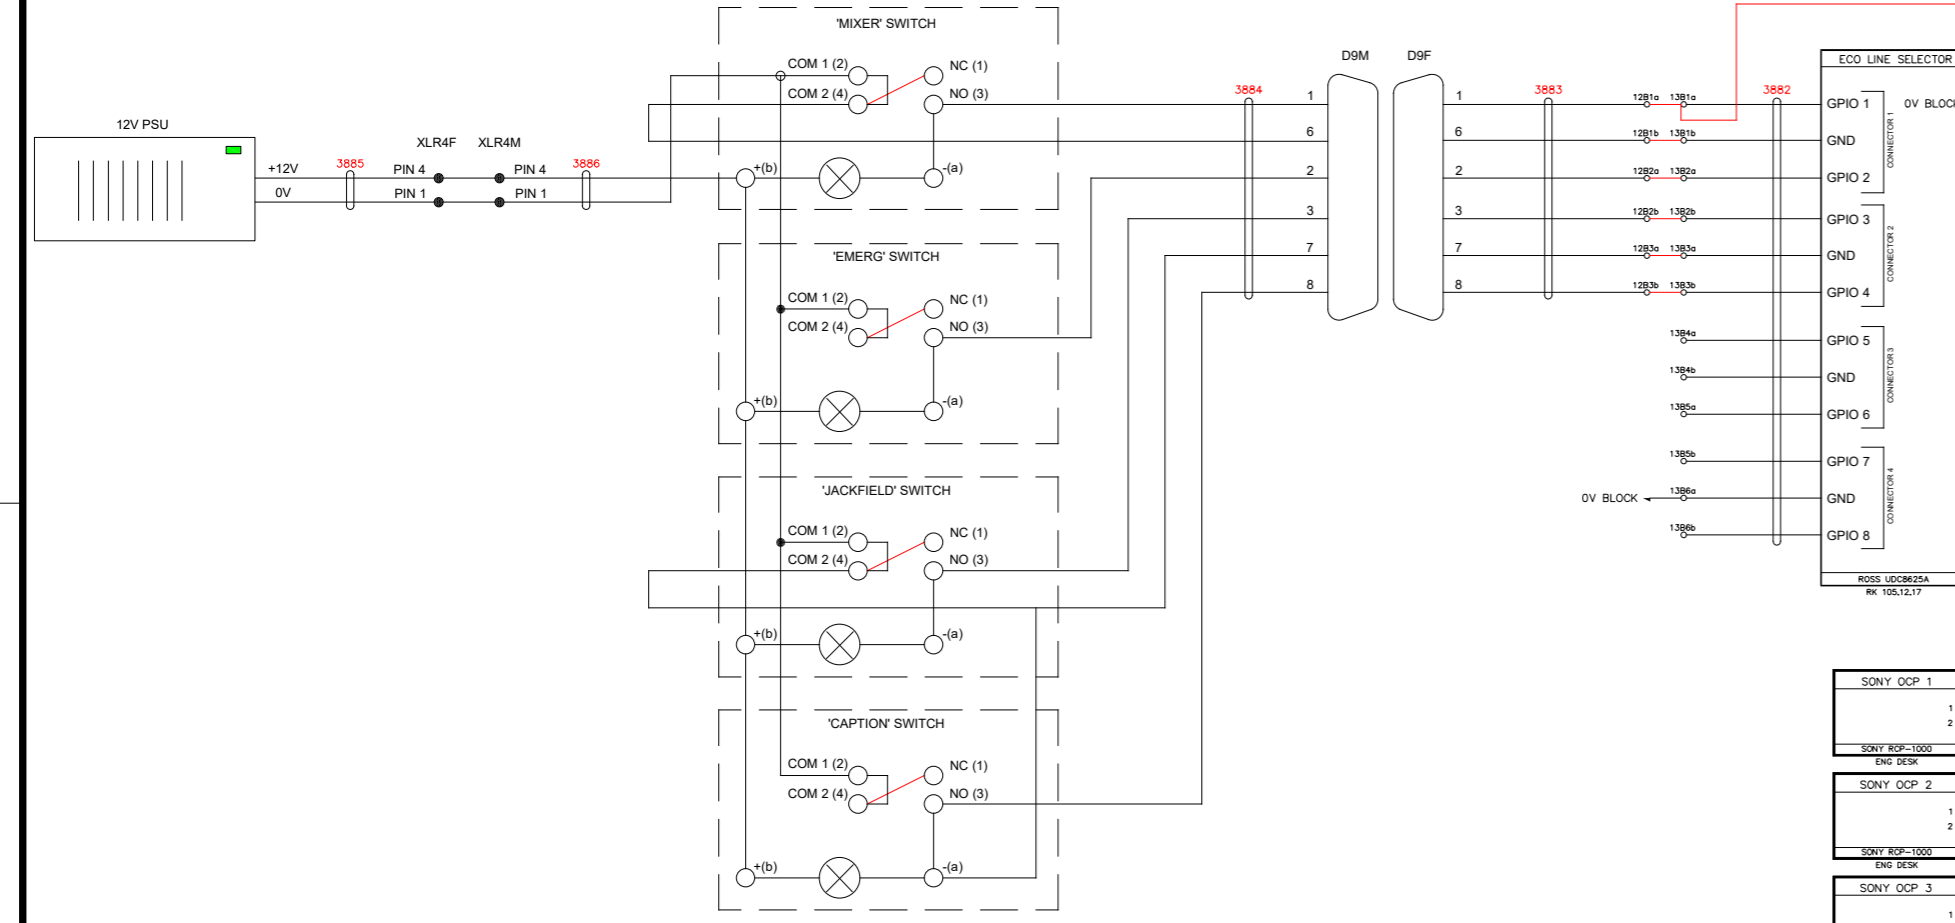 'MIXER' SWITCH
COM 1 (2)
NC (1)
COM 2 (4)
NO (3)
+(b)
-(a)
12V PSU
+12V
0V
3885
XLR4F
XLR4M
PIN 4
PIN 4
PIN 1
PIN 1
3886
'EMERG' SWITCH
COM 1 (2)
NC (1)
COM 2 (4)
NO (3)
+(b)
-(a)
'JACKFIELD' SWITCH
COM 1 (2)
NC (1)
COM 2 (4)
NO (3)
+(b)
-(a)
'CAPTION' SWITCH
COM 1 (2)
NC (1)
COM 2 (4)
NO (3)
+(b)
-(a)
3884
D9M
D9F
1
6
2
3
7
8
1
6
2
3
7
8
3883
12B1a 13B1a
12B1b 13B1b
12B2a 13B2a
12B2b 13B2b
12B3a 13B3a
12B3b 13B3b
13B4a
13B4b
13B5a
13B5b
0V BLOCK
13B6a
13B6b
3882
ECO LINE SELECTOR
GPIO 1
0V BLOCK
GND
GPIO 2
CONNECTOR 1
GPIO 3
GND
GPIO 4
CONNECTOR 2
GPIO 5
GND
GPIO 6
CONNECTOR 3
GPIO 7
GND
GPIO 8
CONNECTOR 4
ROSS UDC8625A
RK 105.12.17
SONY OCP 1
1
2
SONY RCP-1000
ENG DESK
SONY OCP 2
1
2
SONY RCP-1000
ENG DESK
SONY OCP 3
1